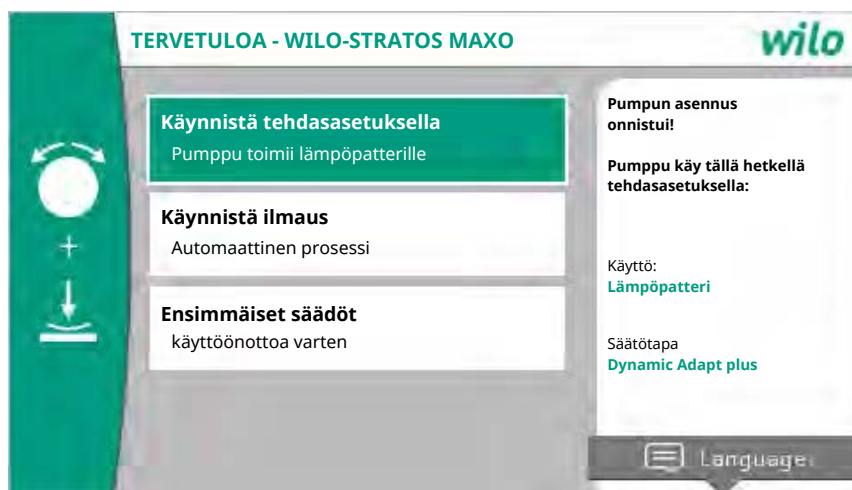 TERVETULOA - WILO-STRATOS MAXO
wilo
Käynnistä tehdasasetuksella
Pumppu toimii lämpöpatterille
Käynnistä ilmaus
Automaattinen prosessi
Ensimmäiset säädöt
käyttöönottoa varten
Pumpun asennus
onnistui!
Pumppu käy tällä hetkellä
tehdasasetuksella:
Käyttö:
Lämpöpatteri
Säätötapa
Dynamic Adapt plus
Language